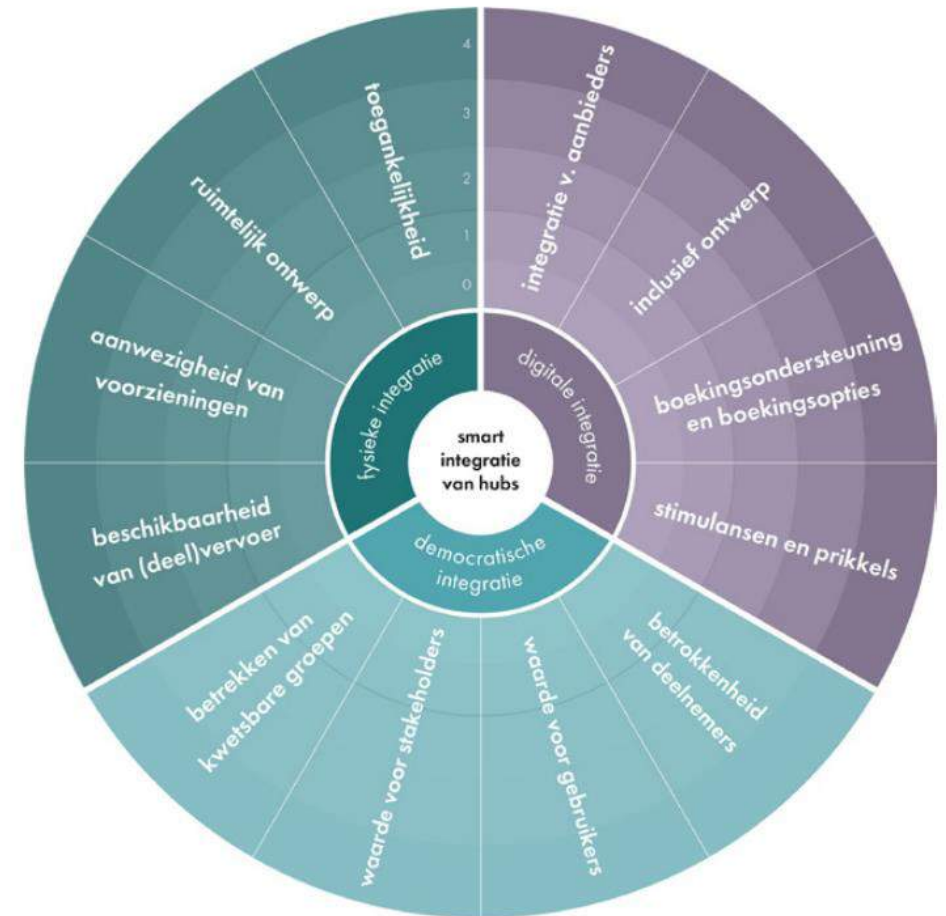 smart
integratie
van hubs
fysieke integratie
digitale integratie
democratische
integratie
4
3
2
1
0
toegankelijkheid
ruimtelijk ontwerp
aanwezigheid van
voorzieningen
beschikbaarheid
van (deel)vervoer
integratie v. aanbieders
inclusief ontwerp
boekingsondersteuning
en boekingsopties
stimulansen en prikkels
betrokkenheid
van deelnemers
waarde voor gebruikers
waarde voor stakeholders
betrekken van
kwetsbare groepen